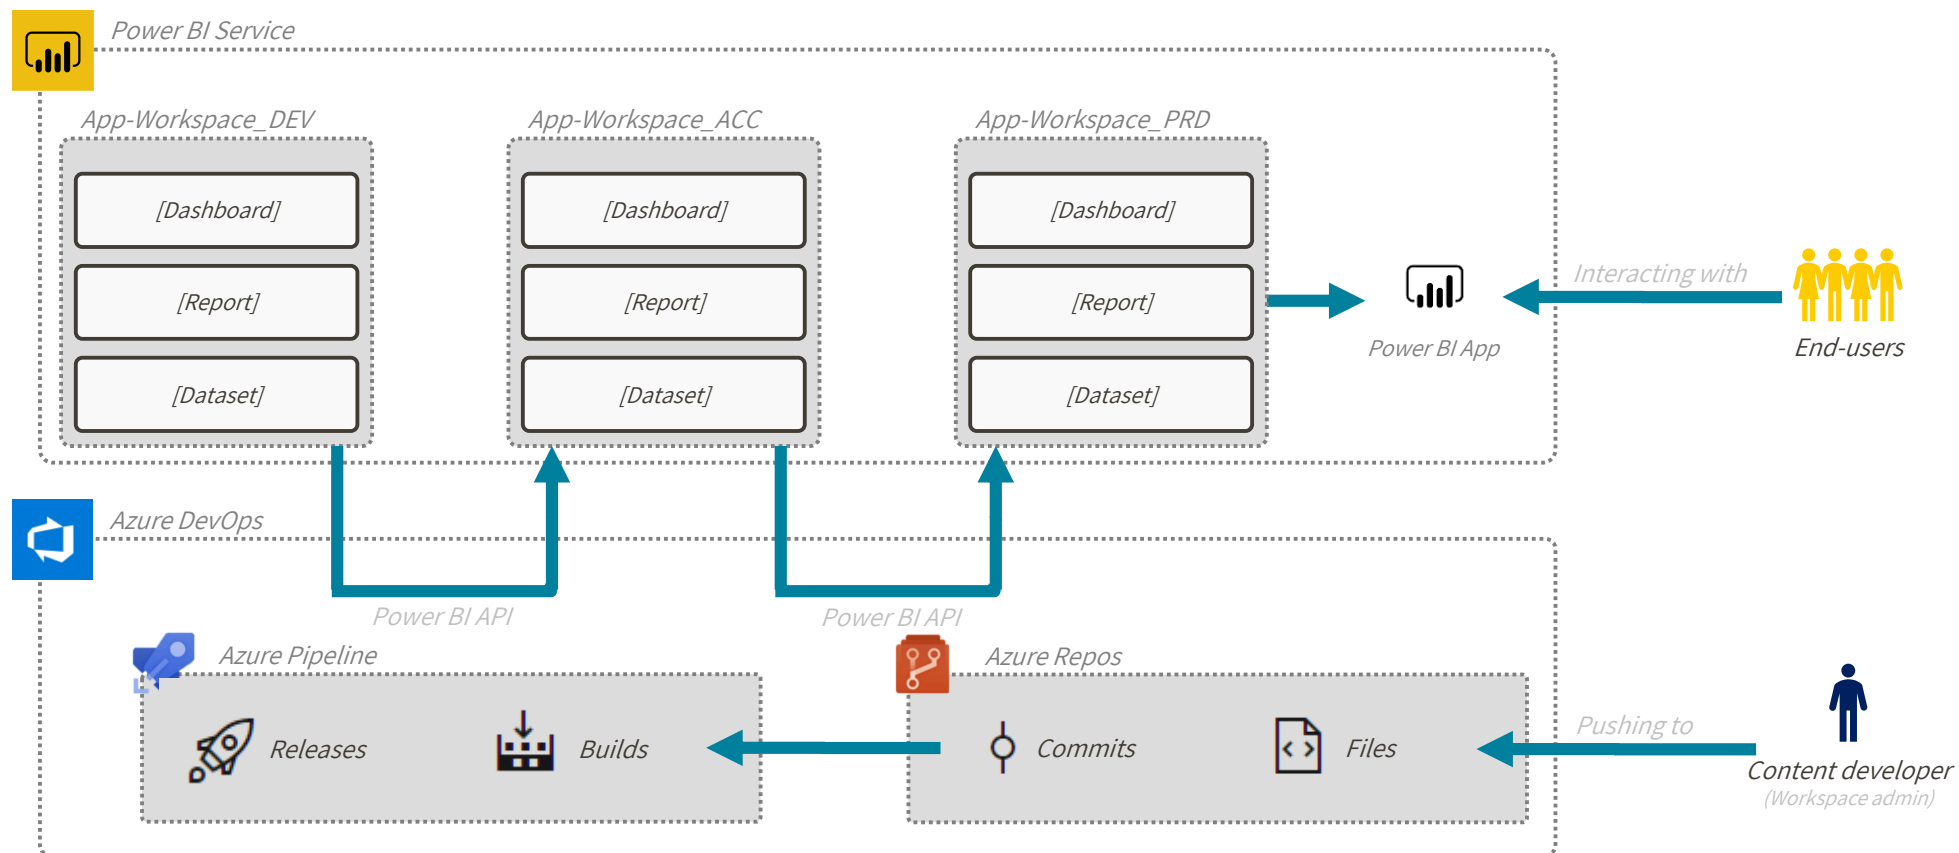 Power BI Service
App-Workspace_DEV
App-Workspace_ACC
App-Workspace_PRD
[Dashboard]
[Dashboard]
[Dashboard]
[Report]
[Report]
[Report]
[Dataset]
[Dataset]
[Dataset]
Power BI App
Interacting with
End-users
Azure DevOps
Power BI API
Power BI API
Azure Pipeline
Azure Repos
Releases
Builds
Commits
Files
Pushing to
Content developer
(Workspace admin)